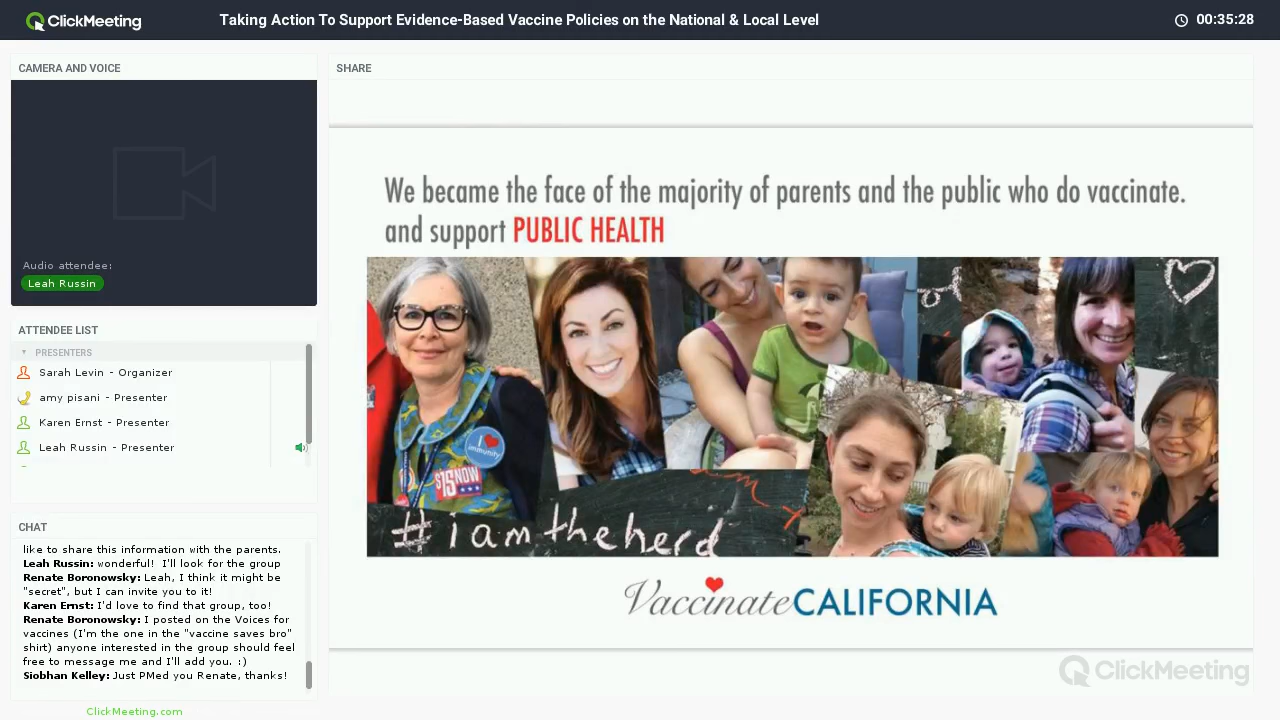 ClickMeeting
Taking Action To Support Evidence-Based Vaccine Policies on the National & Local Level
00:35:28
CAMERA AND VOICE
Audio attendee:
Leah Russin
ATTENDEE LIST
PRESENTERS
Sarah Levin - Organizer
amy pisani - Presenter
Karen Ernst - Presenter
Leah Russin - Presenter
CHAT
like to share this information with the parents.
Leah Russin: wonderful! I'll look for the group
Renate Boronowsky: Leah, I think it might be
"secret", but I can invite you to it!
Karen Ernst: I'd love to find that group, too!
Renate Boronowsky: I posted on the Voices for
vaccines (I'm the one in the "vaccine saves bro"
shirt) anyone interested in the group should feel
free to message me and I'll add you. :)
Siobhan Kelley: Just PMed you Renate, thanks!
ClickMeeting.com
SHARE
We became the face of the majority of parents and the public who do vaccinate.
and support PUBLIC HEALTH
of
I
immunity
$15NOW
#iamtheherd
Vaccinate CALIFORNIA
ClickMeeting